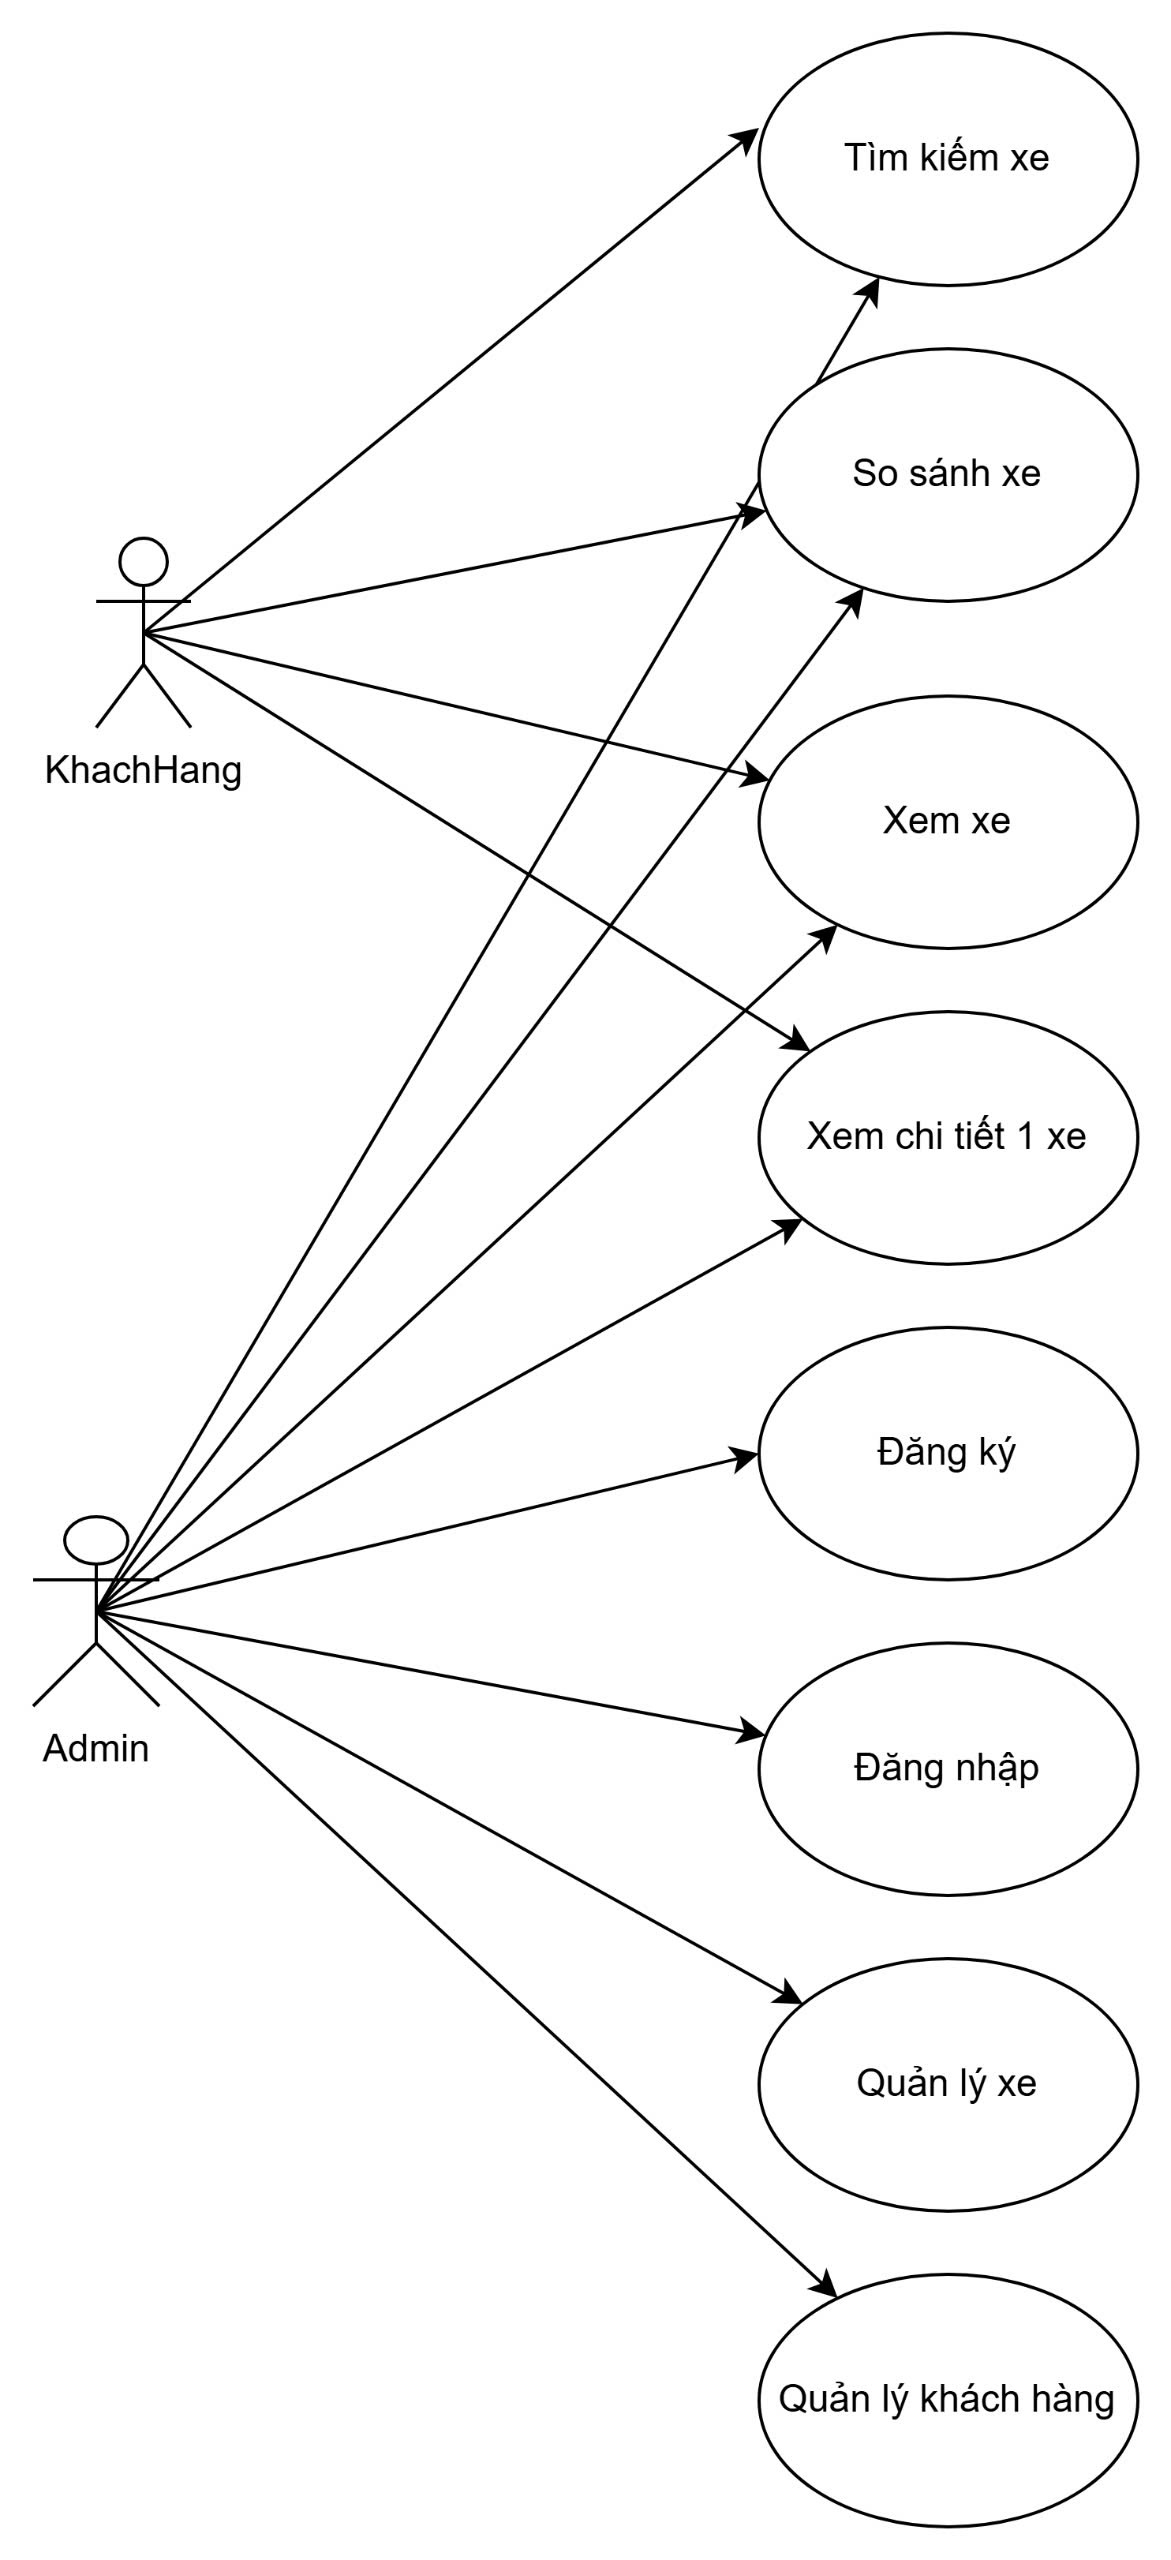 Tìm kiếm xe
So sánh xe
KhachHang
Xem xe
Xem chi tiết 1 xe
Đăng ký
Admin
Đăng nhập
Quản lý xe
Quản lý khách hàng